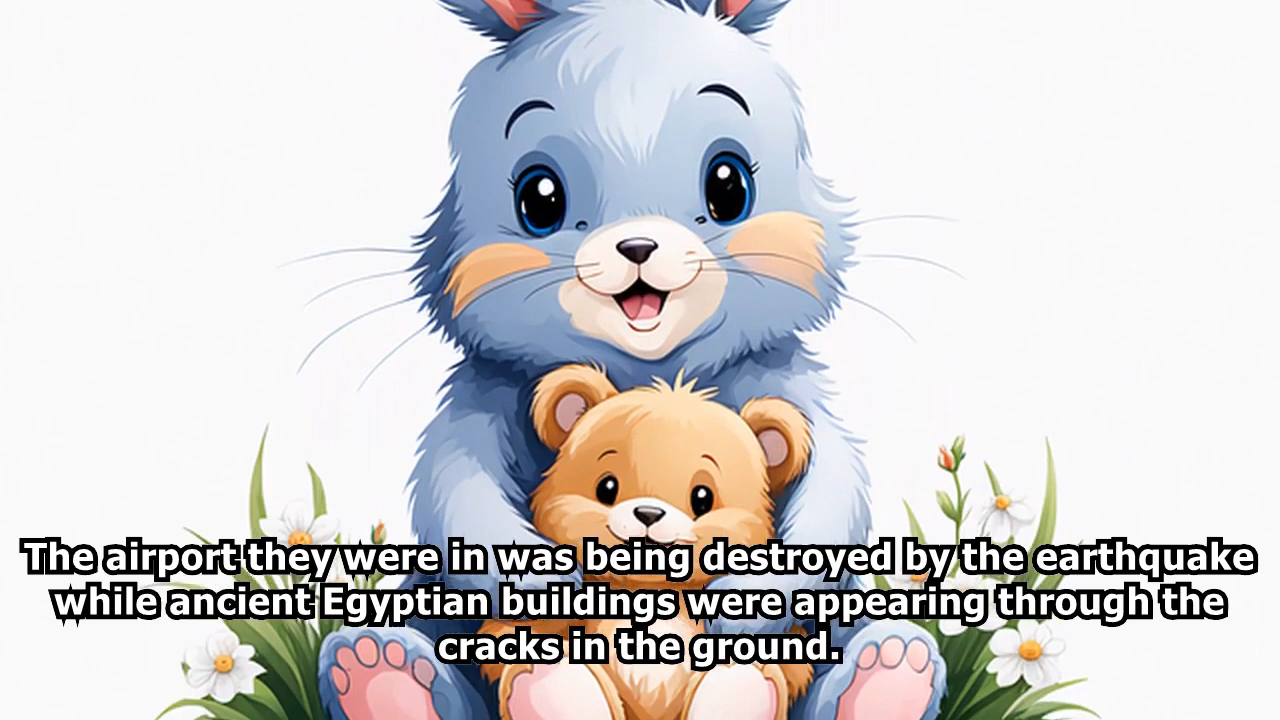 The airport they were in was being destroyed by the earthquake
while ancient Egyptian buildings were appearing through the
cracks in the ground.